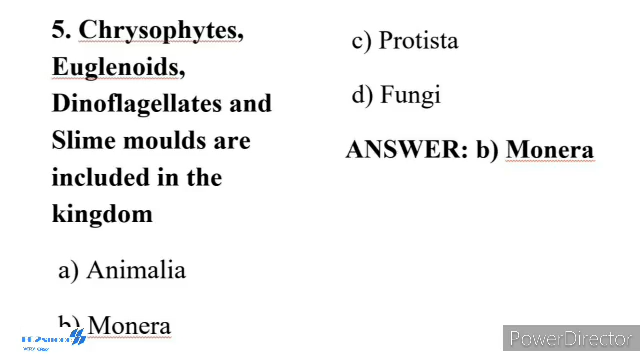 5. Chrysophytes,
Euglenoids,
Dinoflagellates and
Slime moulds are
included in the
kingdom
a) Animalia
b) Monera
c) Protista
d) Fungi
ANSWER: b) Monera
PowerDirector